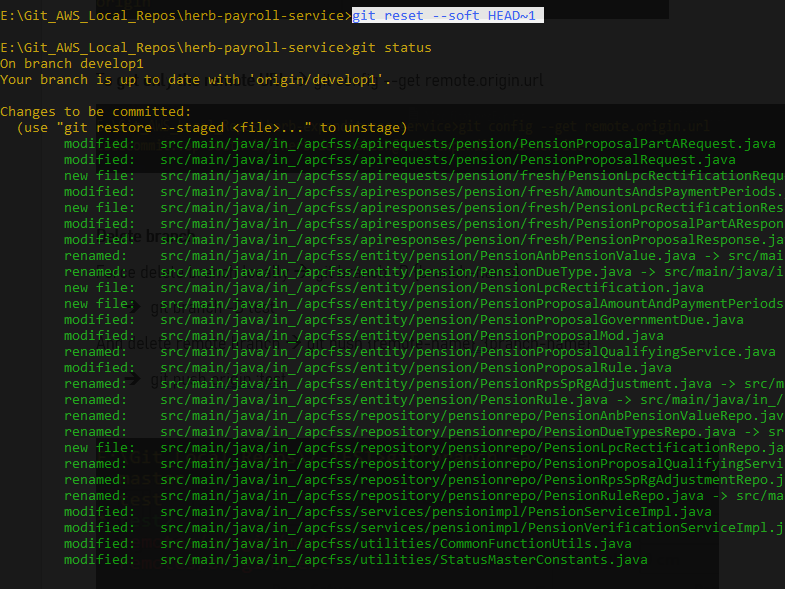 E:\Git_AWS_Local_Repos\herb-payroll-service>git reset --soft HEAD~1
E:\Git_AWS_Local_Repos\herb-payroll-service>git status
On branch develop1
Your branch is up to date with 'origin/develop1'.
--get remote.origin.url
Changes to be committed:
(use "git restore --staged <file>..." to unstage)
modified: src/main/java/in_/apcfss/apirequests/pension/PensionProposalPartARequest.java
modified: src/main/java/in_/apcfss/apirequests/pension/PensionProposalRequest.java
new file: src/main/java/in_/apcfss/apirequests/pension/fresh/PensionLpcRectificationRequ
modified: src/main/java/in_/apcfss/apiresponses/pension/fresh/AmountsAndsPaymentPeriods.
new file: src/main/java/in_/apcfss/apiresponses/pension/fresh/PensionLpcRectificationRes
modified: src/main/java/in_/apcfss/apiresponses/pension/fresh/PensionProposalPartARespon
modified: src/main/java/in_/apcfss/apiresponses/pension/fresh/PensionProposalResponse.ja
renamed: src/main/java/in_/apcfss/entity/pension/PensionAnbPensionValue.java -> src/mai
renamed: src/main/java/in_/apcfss/entity/pension/PensionDueType.java -> src/main/java/i
new file: src/main/java/in_/apcfss/entity/pension/PensionLpcRectification.java
new file: src/main/java/in_/apcfss/entity/pension/PensionProposalAmountAndPaymentPeriods
modified: src/main/java/in_/apcfss/entity/pension/PensionProposalGovernmentDue.java
modified: src/main/java/in_/apcfss/entity/pension/PensionProposalMod.java
renamed: src/main/java/in_/apcfss/entity/pension/PensionProposalQualifyingService.java
modified: src/main/java/in_/apcfss/entity/pension/PensionProposalRule.java
renamed: src/main/java/in_/apcfss/entity/pension/PensionRpsSpRgAdjustment.java -> src/m
renamed: src/main/java/in_/apcfss/entity/pension/PensionRule.java -> src/main/java/in_/
renamed: src/main/java/in_/apcfss/repository/pensionrepo/PensionAnbPensionValueRepo.jav
renamed: src/main/java/in_/apcfss/repository/pensionrepo/PensionDueTypesRepo.java -> sr
new file: src/main/java/in_/apcfss/repository/pensionrepo/PensionLpcRectificationRepo.ja
renamed: src/main/java/in_/apcfss/repository/pensionrepo/PensionProposalQualifyingServi
renamed: src/main/java/in_/apcfss/repository/pensionrepo/PensionRpsSpRgAdjustmentRepo.j
renamed: src/main/java/in_/apcfss/repository/pensionrepo/PensionRuleRepo.java -> src/ma
modified: src/main/java/in_/apcfss/services/pensionimpl/PensionServiceImpl.java
modified: src/main/java/in_/apcfss/services/pensionimpl/PensionVerificationServiceImpl.j
modified: src/main/java/in_/apcfss/utilities/CommonFunctionUtils.java
modified: src/main/java/in_/apcfss/utilities/StatusMasterConstants.java